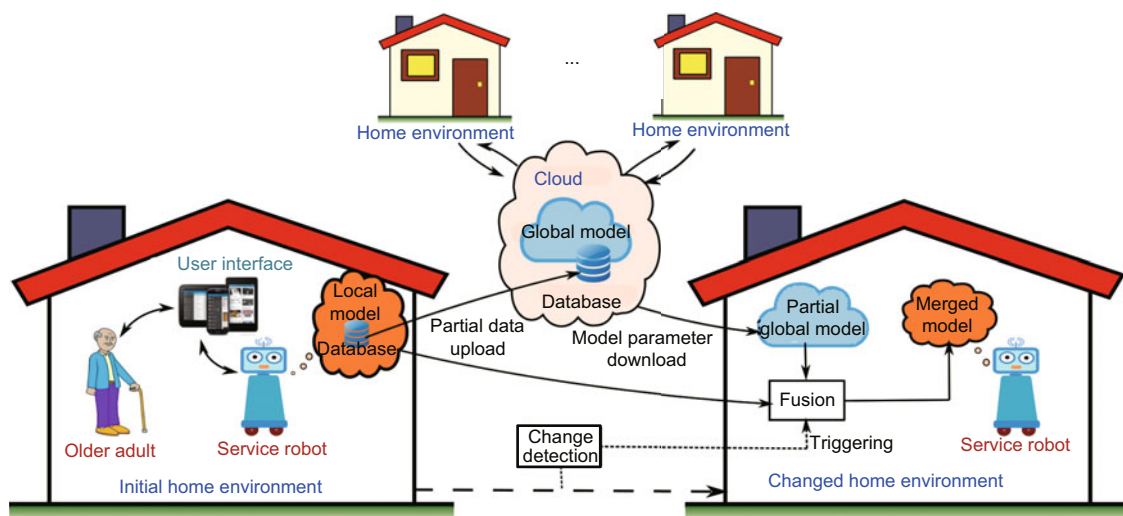 ...
Home environment
Home environment
Cloud
Global model
Database
User interface
Local
model
Database
Partial data
upload
Model parameter
download
Partial
global model
Merged
model
Fusion
Older adult
Service robot
Change
detection
Triggering
Service robot
Initial home environment
Changed home environment